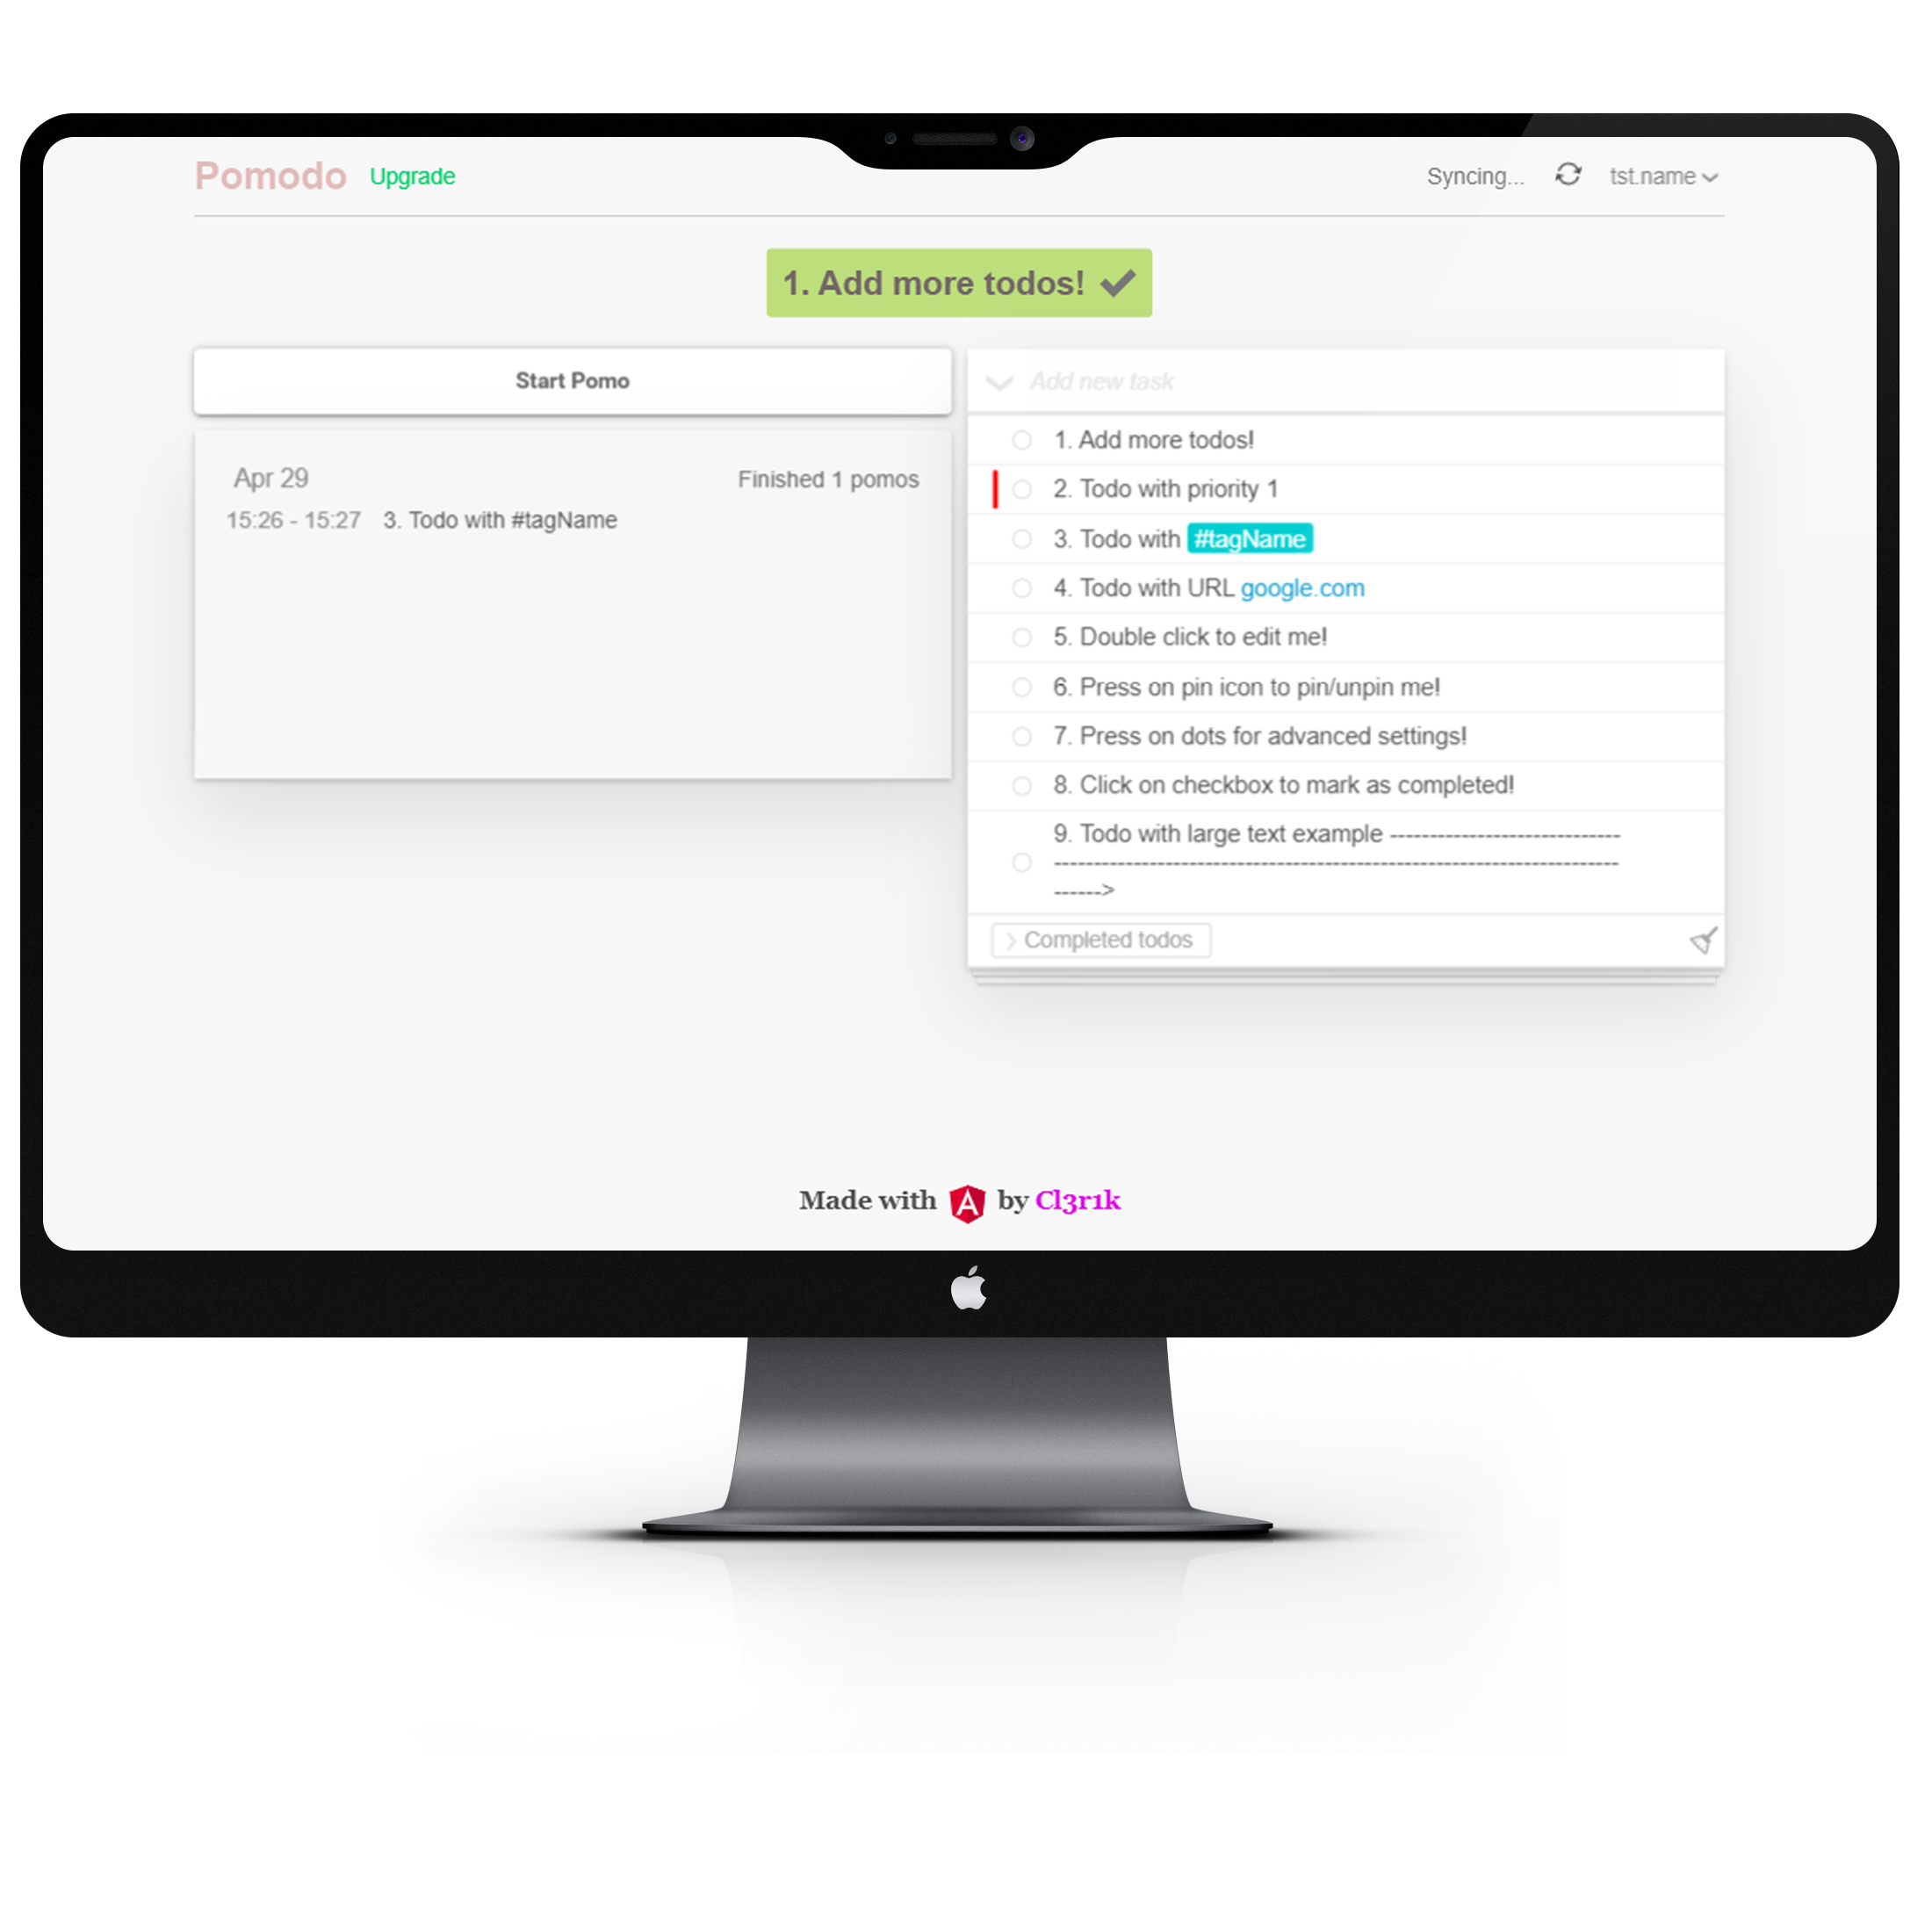 Pomodo Upgrade Syncing... tst.name
1. Add more todos!
Start Pomo
Apr 29 Finished 1 pomos
15:26 - 15:27 3. Todo with #tagName
Add new task
1. Add more todos!
2. Todo with priority 1
3. Todo with #tagName
4. Todo with URL google.com
5. Double click to edit me!
6. Press on pin icon to pin/unpin me!
7. Press on dots for advanced settings!
8. Click on checkbox to mark as completed!
9. Todo with large text example -----------------------------
-----------------------------------------------------------------------
------>
Completed todos
Made with A by Cl3r1k